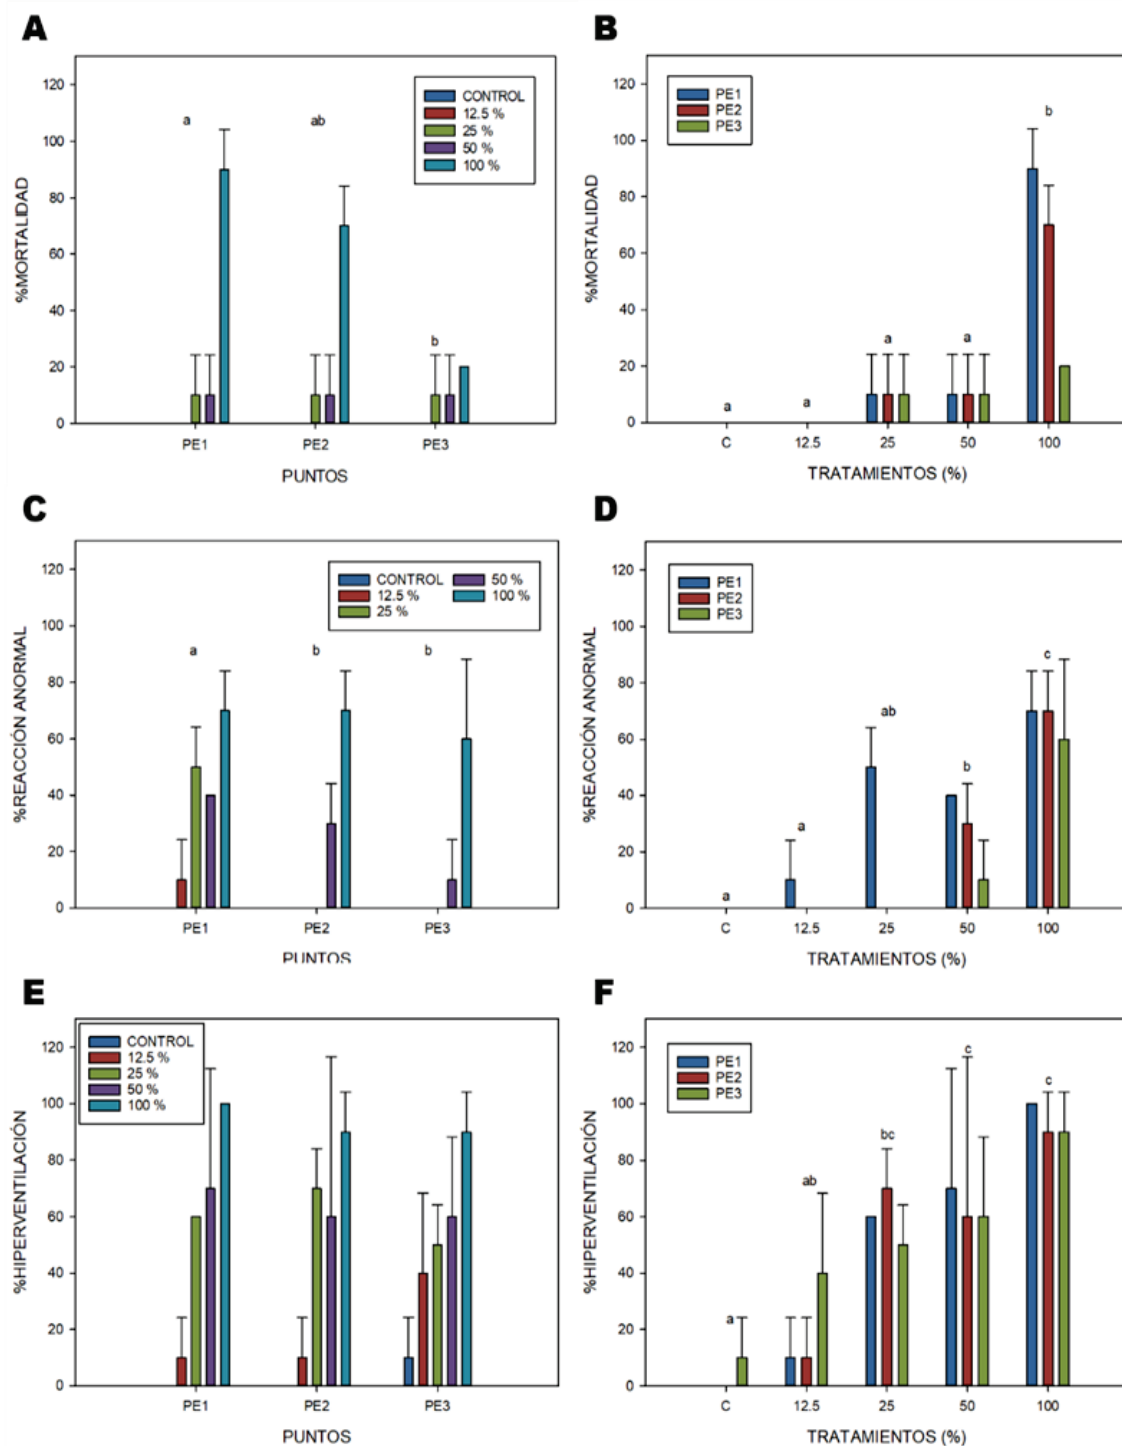 A
120
100
80
60
40
20
0
%MORTALIDAD
a
ab
b
CONTROL
12.5 %
25 %
50 %
100 %
PE1 PE2 PE3
PUNTOS
B
120
100
80
60
40
20
0
%MORTALIDAD
PE1
PE2
PE3
a
a
a
a
b
C 12.5 25 50 100
TRATAMIENTOS (%)
C
120
100
80
60
40
20
0
%REACCIÓN ANORMAL
CONTROL 50 %
12.5 % 100 %
25 %
a
b
b
PE1 PE2 PE3
PUNTOS
D
120
100
80
60
40
20
0
%REACCIÓN ANORMAL
PE1
PE2
PE3
a
a
ab
b
c
C 12.5 25 50 100
TRATAMIENTOS (%)
E
120
100
80
60
40
20
0
%HIPERVENTILACIÓN
CONTROL
12.5 %
25 %
50 %
100 %
PE1 PE2 PE3
PUNTOS
F
120
100
80
60
40
20
0
%HIPERVENTILACIÓN
PE1
PE2
PE3
a
ab
bc
c
c
C 12.5 25 50 100
TRATAMIENTOS (%)